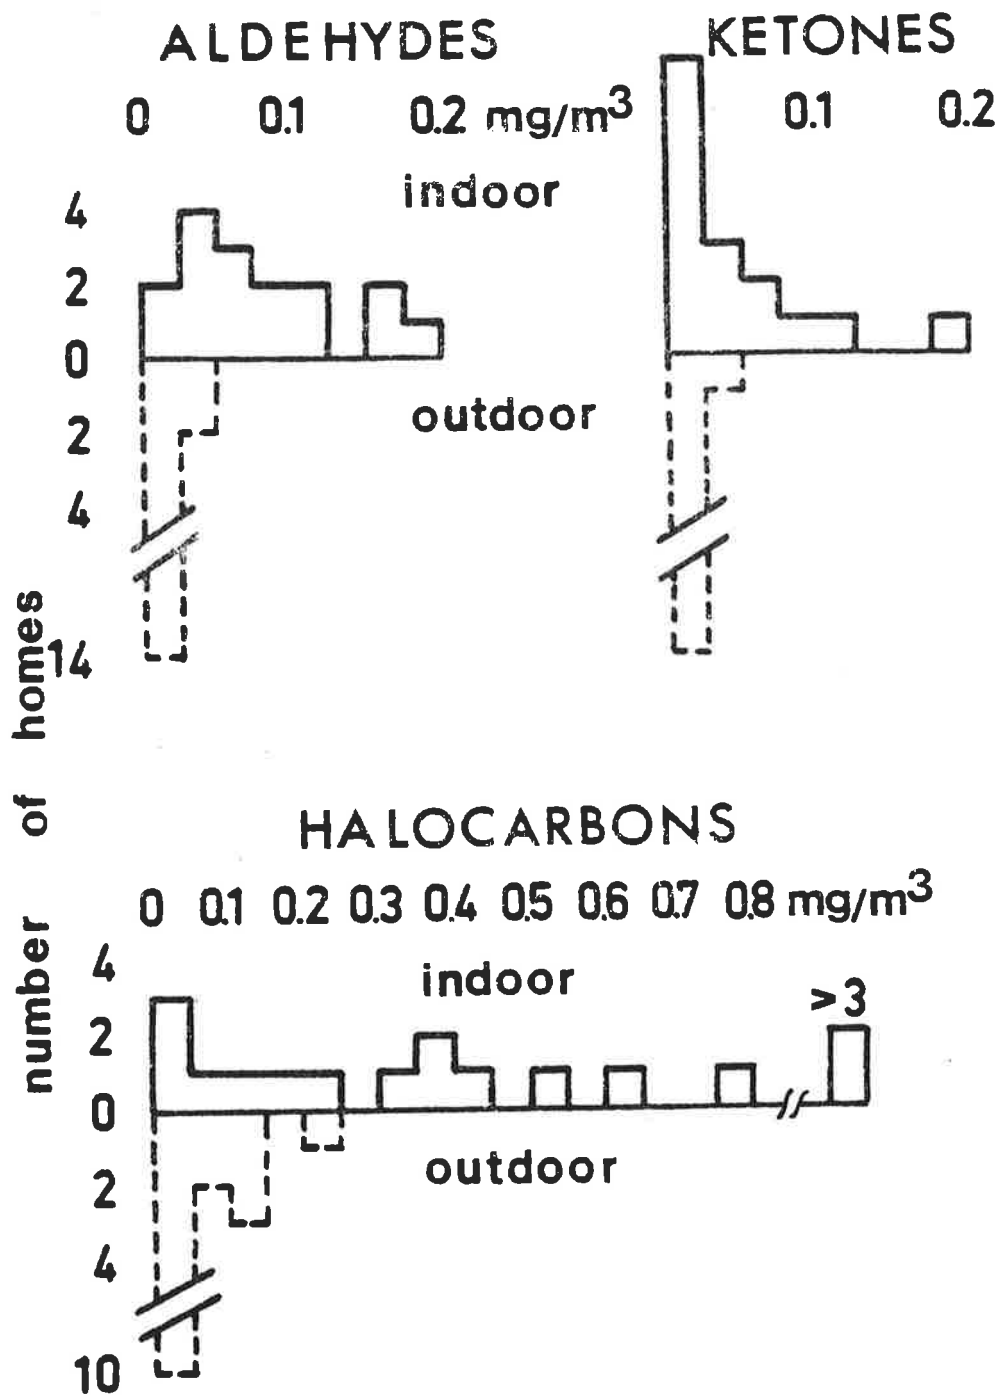 ALDEHYDES
0 0.1 0.2 mg/m³
indoor
4
2
0
outdoor
2
4
14
KETONES
0.1 0.2
number of homes
HALOCARBONS
0 0.1 0.2 0.3 0.4 0.5 0.6 0.7 0.8 mg/m³
4
indoor
>3
2
0
outdoor
2
4
10